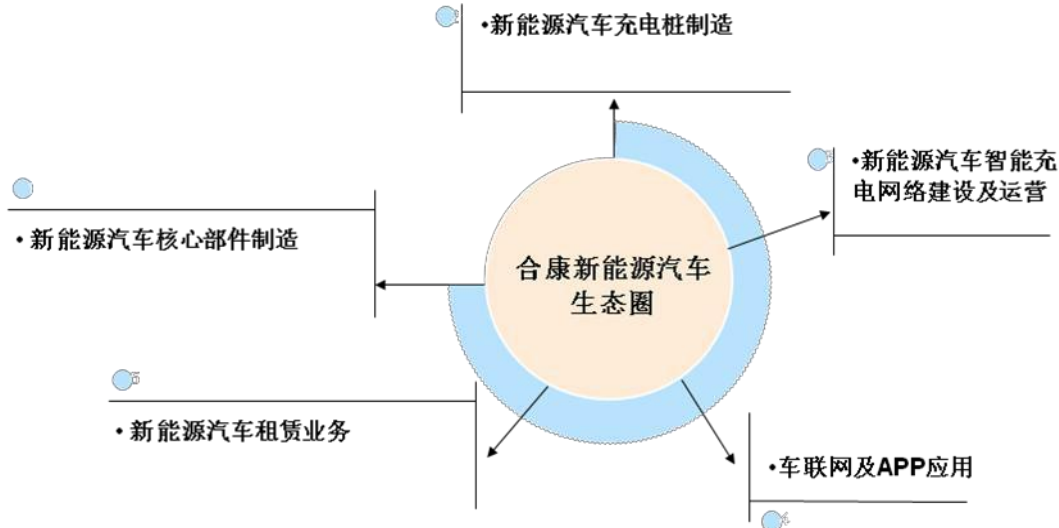 •新能源汽车充电桩制造
•新能源汽车智能充
电网络建设及运营
•新能源汽车核心部件制造
合康新能源汽车
生态圈
•新能源汽车租赁业务
•车联网及APP应用